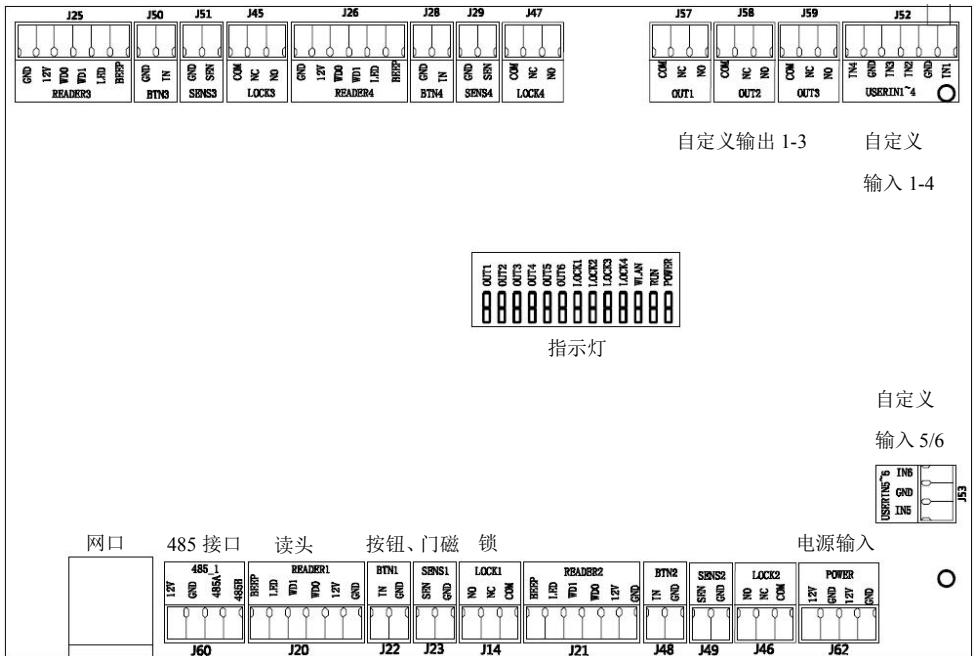 J25 J50 J51 J45 J26 J28 J29 J47 J57 J58 J59 J52
GND 12V WD0 WD1 LED BEEP GND IN GND SEN COM NC NO GND 12V WD0 WD1 LED BEEP GND IN GND SEN COM NC NO COM NC NO COM NC NO COM NC NO IN4 GND IN3 IN2 GND IN1
READER3 BTN3 SENS3 LOCK3 READER4 BTN4 SENS4 LOCK4 OUT1 OUT2 OUT3 USERIN1~4
自定义输出 1-3 自定义
输入 1-4
OUT1 OUT2 OUT3 OUT4 OUT5 OUT6 LOCK1 LOCK2 LOCK3 LOCK4 WLAN RUN POWER
指示灯
自定义
输入 5/6
USERIN5~6 IN6 GND IN5 J53
网口 485 接口 读头 按钮、门磁 锁 电源输入
485_1 READER1 BTN1 SENS1 LOCK1 READER2 BTN2 SENS2 LOCK2 POWER
12V GND 485A 485B BEEP LED WD1 WD0 12V GND IN GND SEN GND NO NC COM BEEP LED WD1 WD0 12V GND IN GND SEN GND NO NC COM 12V GND 12V GND
J60 J20 J22 J23 J14 J21 J48 J49 J46 J62